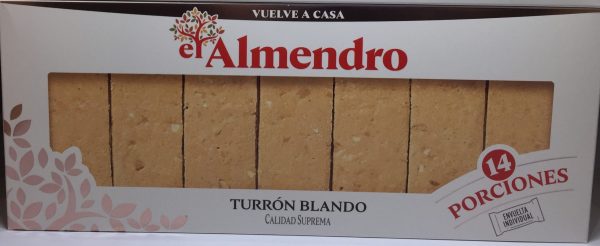 VUELVE A CASA
el Almendro
14
PORCIONES
ENVUELTA
INDIVIDUAL
TURRÓN BLANDO
CALIDAD SUPREMA